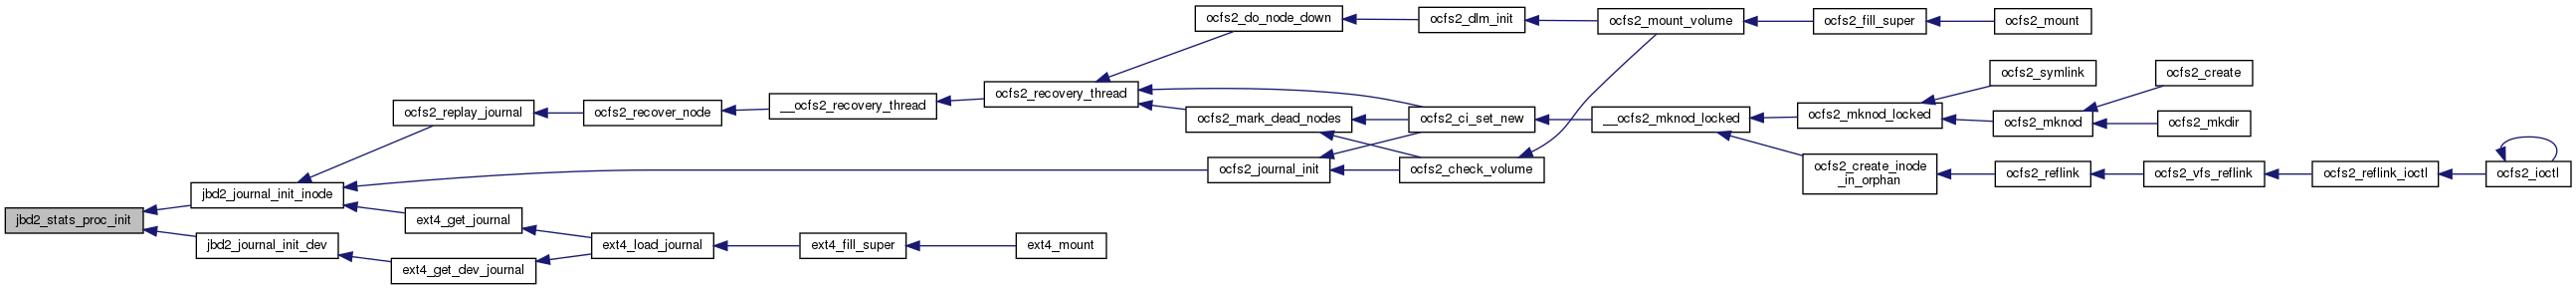 ocfs2_do_node_down
ocfs2_dlm_init
ocfs2_mount_volume
ocfs2_fill_super
ocfs2_mount
ocfs2_symlink
ocfs2_create
ocfs2_replay_journal
ocfs2_recover_node
__ocfs2_recovery_thread
ocfs2_recovery_thread
ocfs2_mark_dead_nodes
ocfs2_ci_set_new
__ocfs2_mknod_locked
ocfs2_mknod_locked
ocfs2_mknod
ocfs2_mkdir
ocfs2_journal_init
ocfs2_check_volume
ocfs2_create_inode
_in_orphan
ocfs2_reflink
ocfs2_vfs_reflink
ocfs2_reflink_ioctl
ocfs2_ioctl
jbd2_journal_init_inode
jbd2_stats_proc_init
ext4_get_journal
jbd2_journal_init_dev
ext4_load_journal
ext4_fill_super
ext4_mount
ext4_get_dev_journal